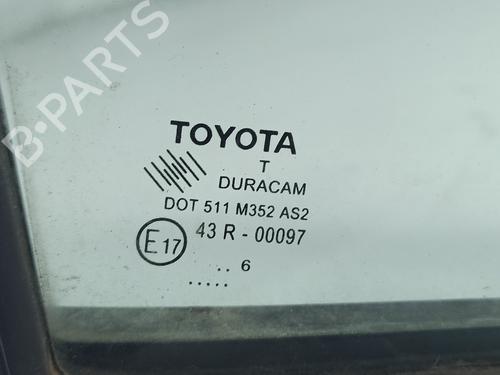 B-PARTS
TOYOTA
T
DURACAM
DOT 511 M352 AS2
E17 43 R - 00097
.. 6
.....